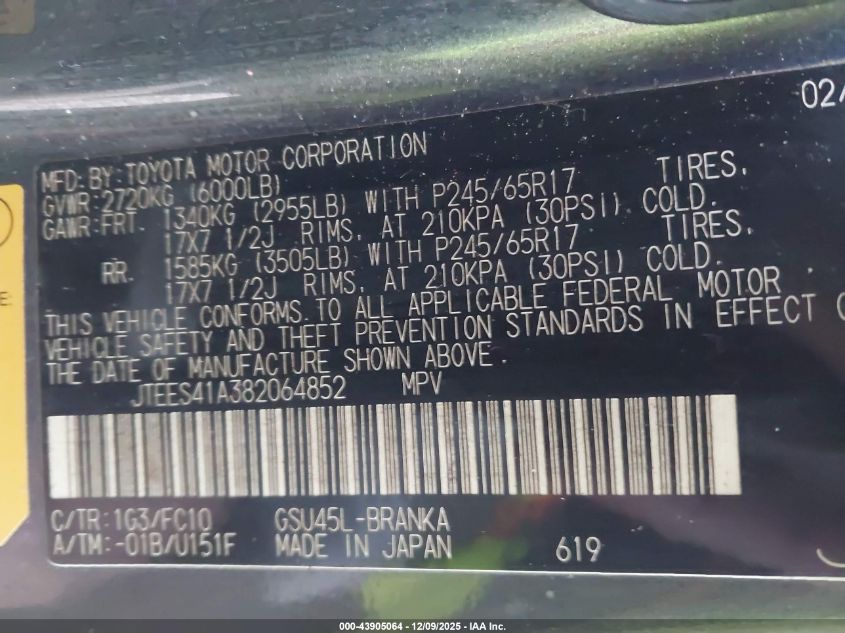 02/
MFD. BY: TOYOTA MOTOR CORPORATION
GVWR: 2720KG (6000LB)
GAWR: FRT. 1340KG (2955LB) WITH P245/65R17 TIRES,
17X7 1/2J RIMS, AT 210KPA (30PSI) COLD.
RR. 1585KG (3505LB) WITH P245/65R17 TIRES,
17X7 1/2J RIMS, AT 210KPA (30PSI) COLD.
THIS VEHICLE CONFORMS TO ALL APPLICABLE FEDERAL MOTOR
VEHICLE SAFETY AND THEFT PREVENTION STANDARDS IN EFFECT
THE DATE OF MANUFACTURE SHOWN ABOVE.
JTEES41A382064852 MPV
C/TR: 1G3/FC10 GSU45L-BRANKA
A/TM: -01B/U151F MADE IN JAPAN 619
E:
000-43905064 | 12/09/2025 | IAA Inc.